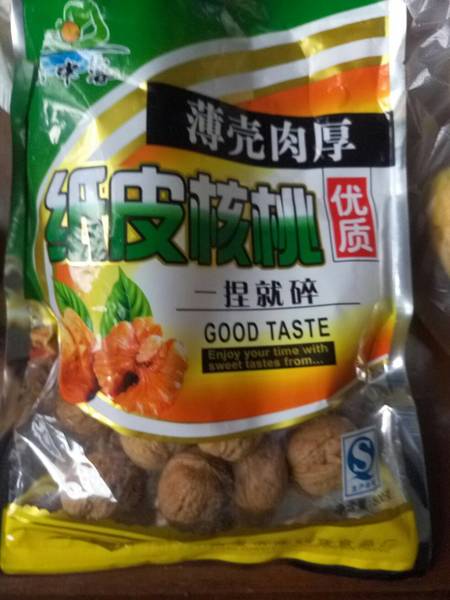 薄壳肉厚
纸皮核桃
优质
一捏就碎
GOOD TASTE
Enjoy your time with
sweet tastes from...